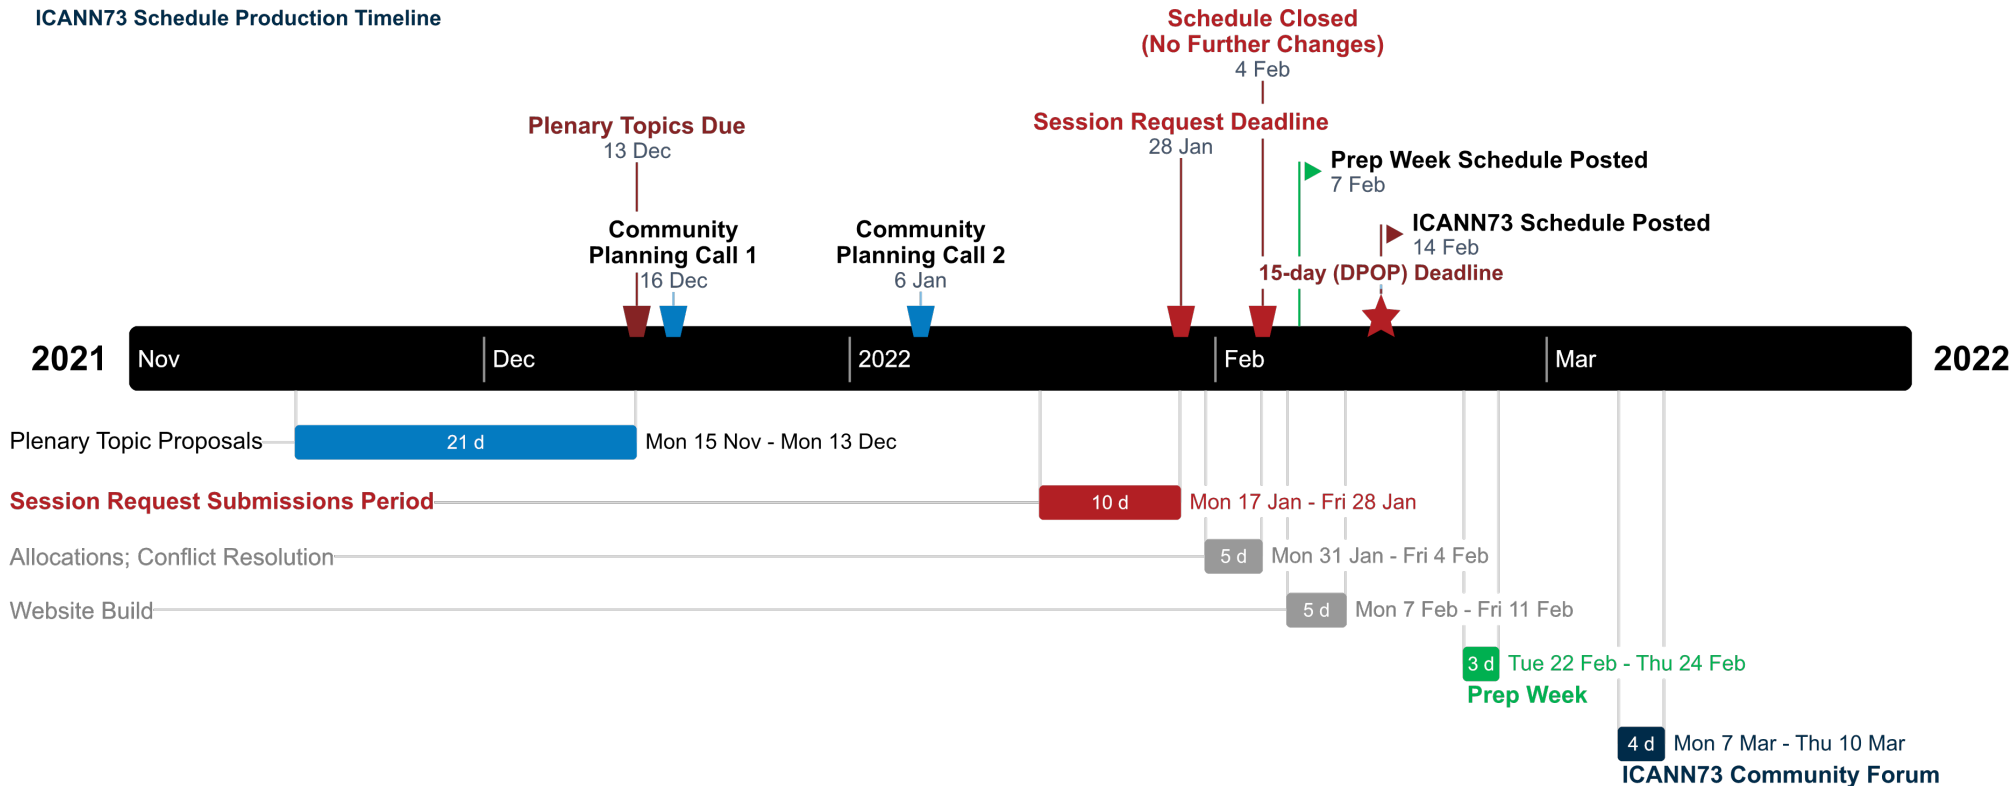 ICANN73 Schedule Production Timeline
Schedule Closed
(No Further Changes)
4 Feb
Plenary Topics Due
13 Dec
Session Request Deadline
28 Jan
Prep Week Schedule Posted
7 Feb
Community
Planning Call 1
16 Dec
Community
Planning Call 2
6 Jan
ICANN73 Schedule Posted
14 Feb
15-day (DPOP) Deadline
2021
Nov
Dec
2022
Feb
Mar
2022
Plenary Topic Proposals
21 d
Mon 15 Nov - Mon 13 Dec
Session Request Submissions Period
10 d
Mon 17 Jan - Fri 28 Jan
Allocations; Conflict Resolution
5 d
Mon 31 Jan - Fri 4 Feb
Website Build
5 d
Mon 7 Feb - Fri 11 Feb
3 d
Tue 22 Feb - Thu 24 Feb
Prep Week
4 d
Mon 7 Mar - Thu 10 Mar
ICANN73 Community Forum